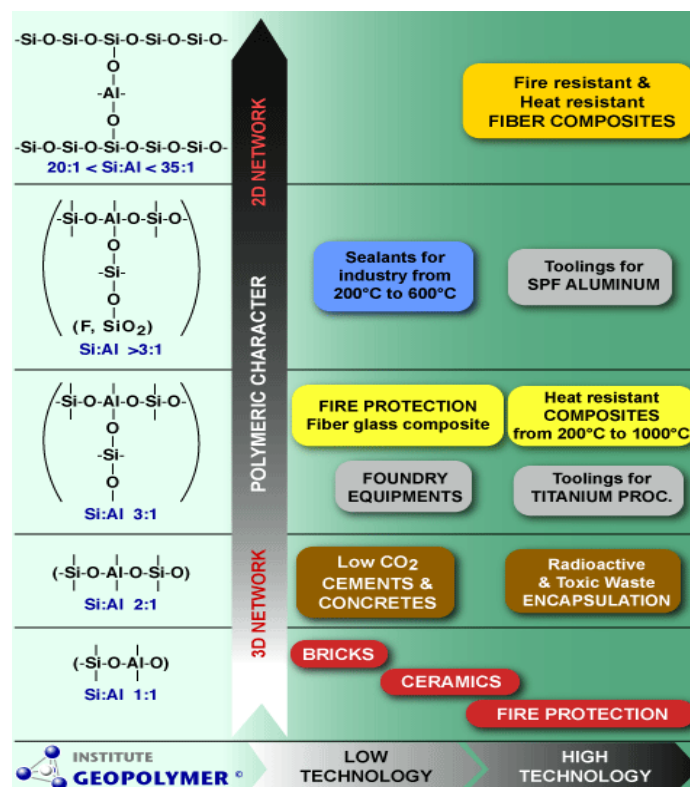 -Si-O-Si-O-Si-O-Si-O-Si-O-
O
-Al-
O
-Si-O-Si-O-Si-O-Si-O-Si-O-
20:1 < Si:Al < 35:1
Fire resistant &
Heat resistant
FIBER COMPOSITES
2D NETWORK
-Si-O-Al-O-Si-O-
O
-Si-
O
(F, SiO₂)
Si:Al >3:1
Sealants for
industry from
200°C to 600°C
Toolings for
SPF ALUMINUM
POLYMERIC CHARACTER
-Si-O-Al-O-Si-O-
O
-Si-
O
Si:Al 3:1
FIRE PROTECTION
Fiber glass composite
Heat resistant
COMPOSITES
from 200°C to 1000°C
FOUNDRY
EQUIPMENTS
Toolings for
TITANIUM PROC.
3D NETWORK
(-Si-O-Al-O-Si-O)
Si:Al 2:1
Low CO₂
CEMENTS &
CONCRETES
Radioactive
& Toxic Waste
ENCAPSULATION
(-Si-O-Al-O)
Si:Al 1:1
BRICKS
CERAMICS
FIRE PROTECTION
INSTITUTE
GEOPOLYMER ©
LOW
TECHNOLOGY
HIGH
TECHNOLOGY